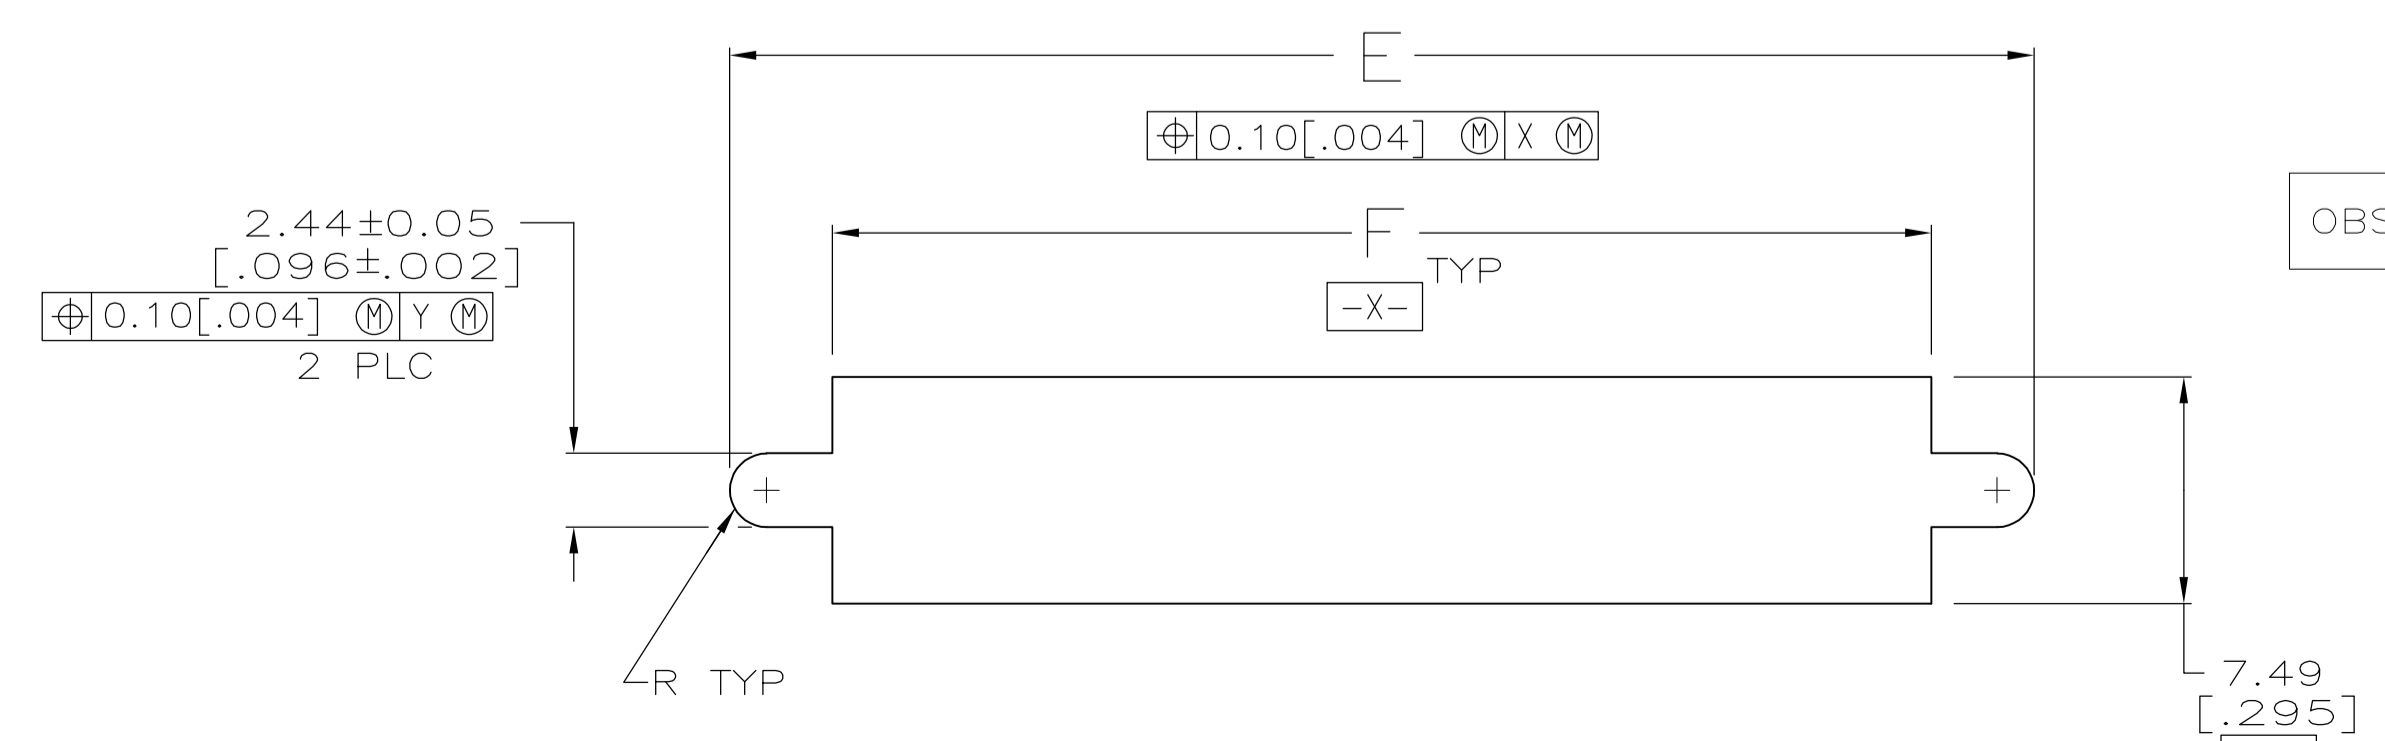 E
⌖ 0.10[.004] Ⓜ X Ⓜ
2.44±0.05
[.096±.002]
⌖ 0.10[.004] Ⓜ Y Ⓜ
2 PLC
F
TYP
-X-
OBS
R TYP
7.49
[.295]